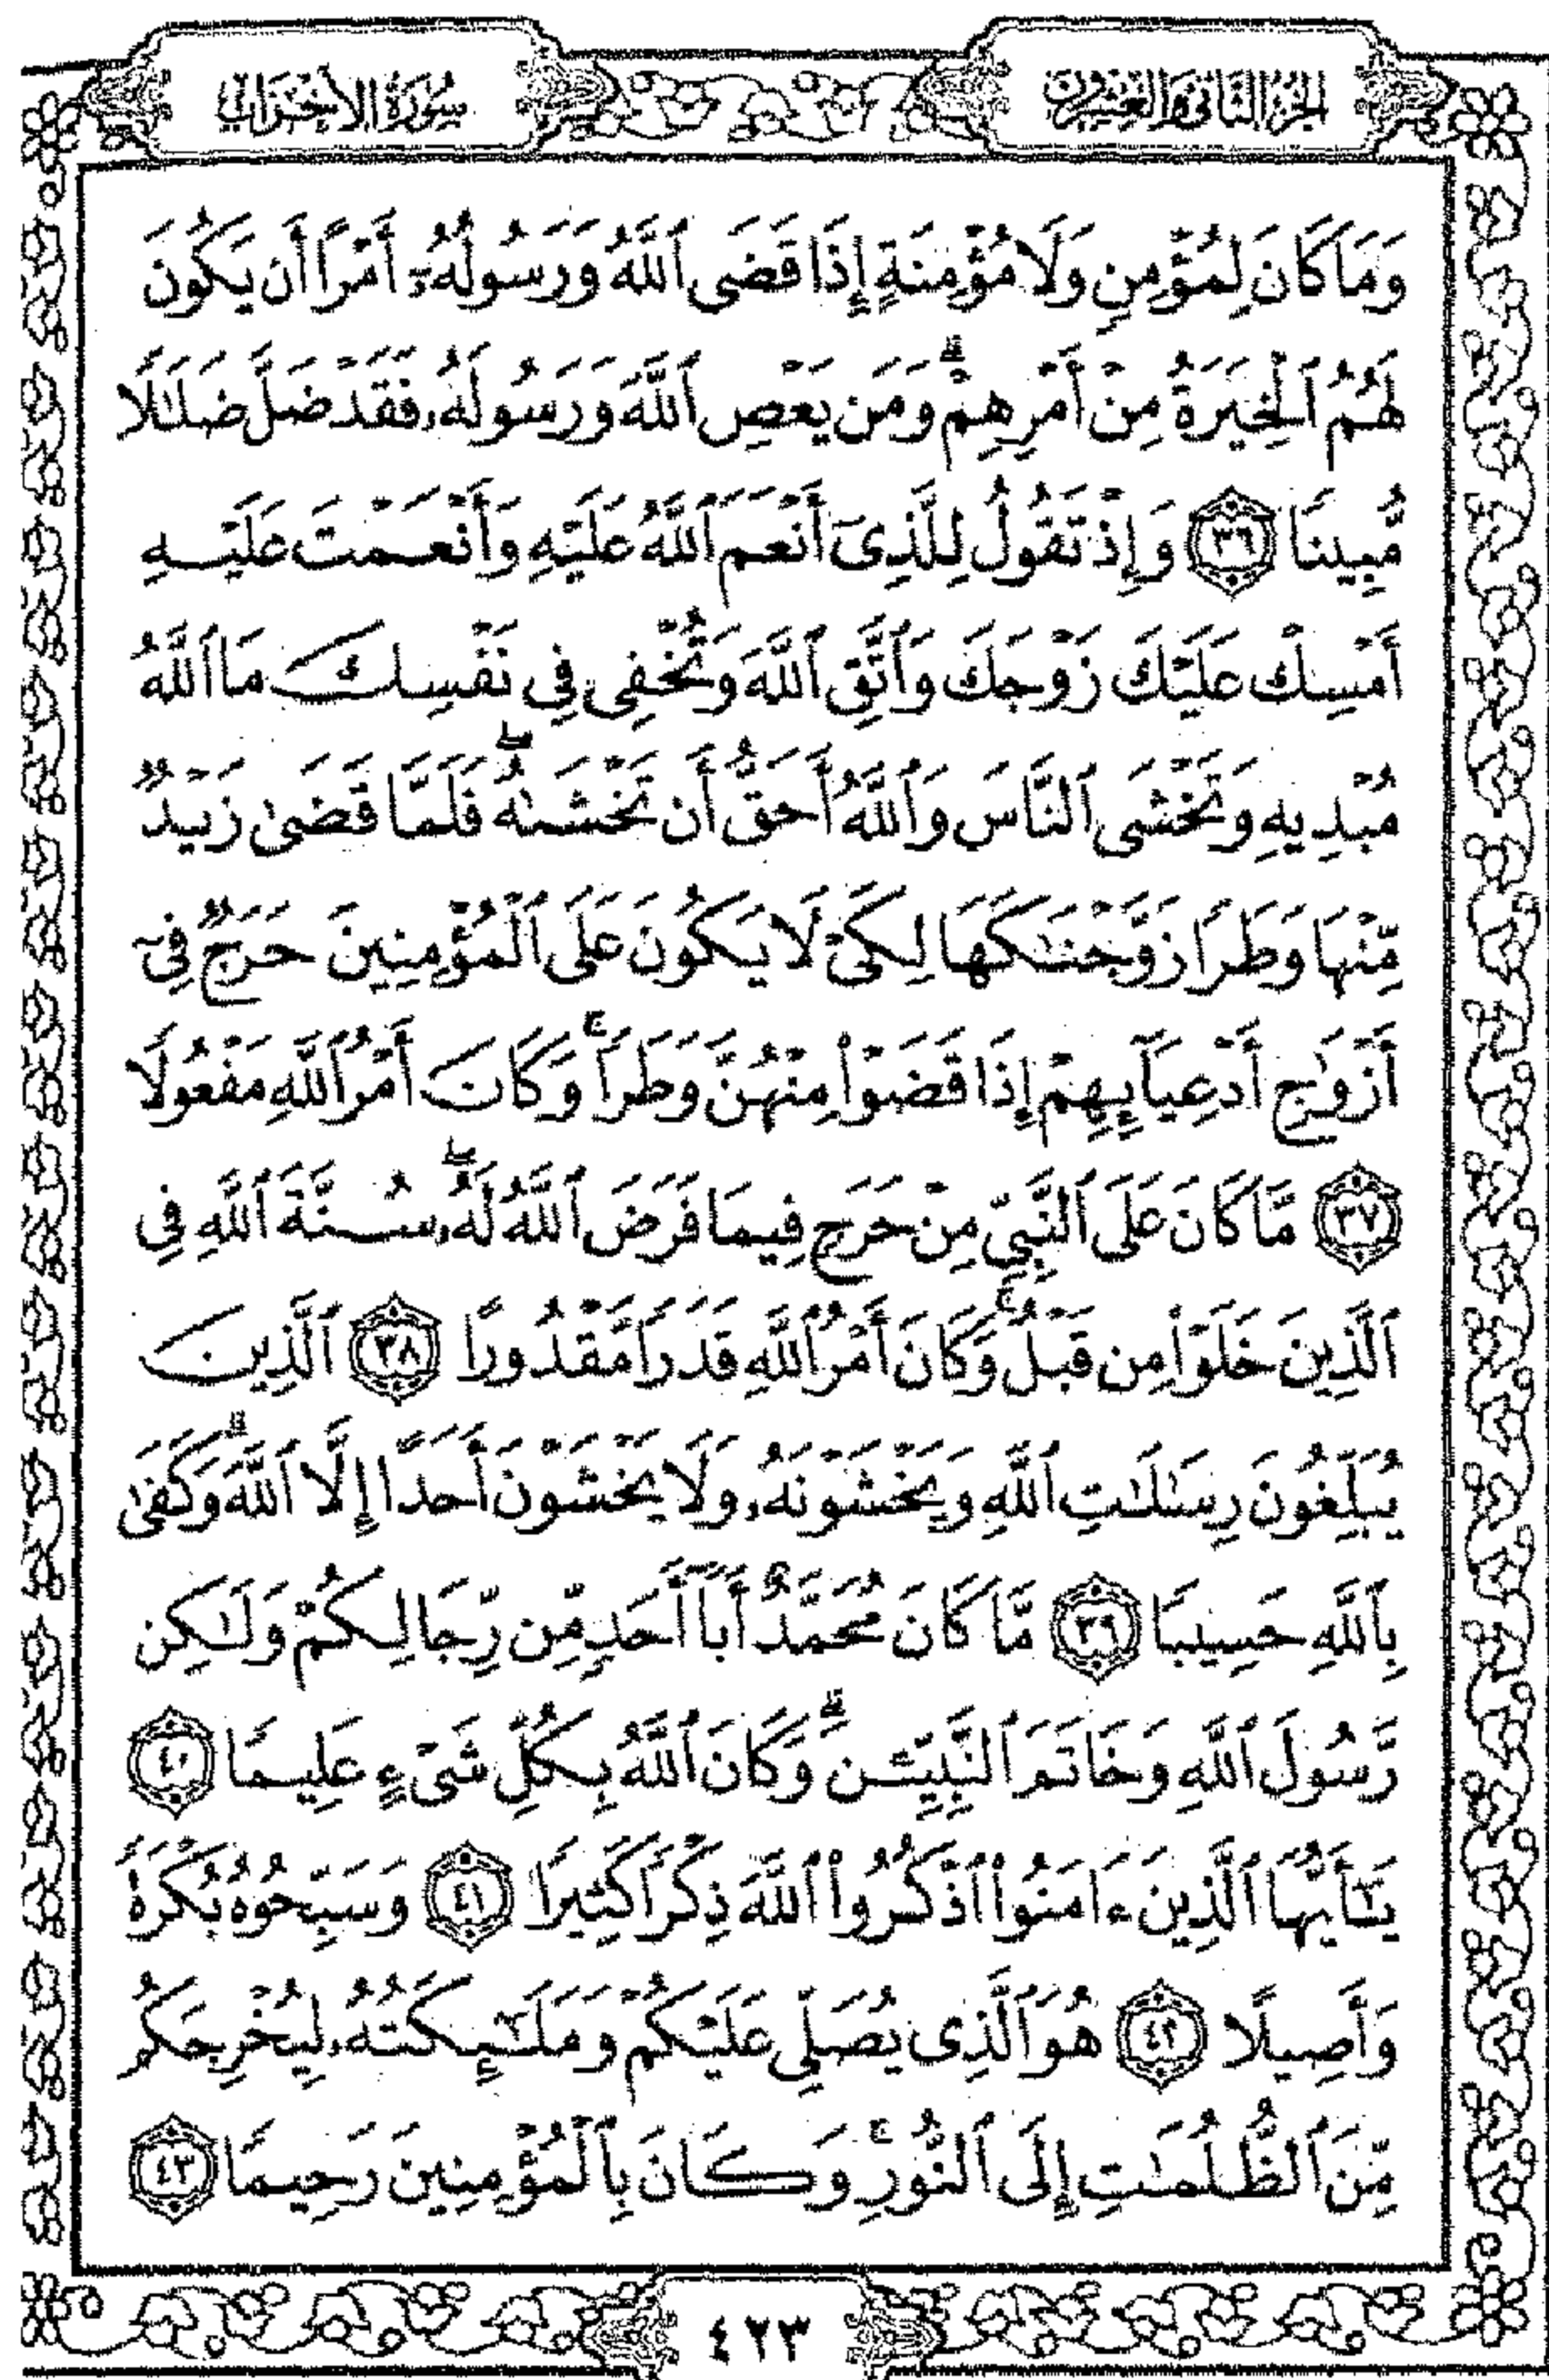 الجزء الثاني والعشرون
سورة الأحزاب
وَمَا كَانَ لِمُؤْمِنٍ وَلَا مُؤْمِنَةٍ إِذَا قَضَى ٱللَّهُ وَرَسُولُهُۥٓ أَمْرًا أَن يَكُونَ
لَهُمُ ٱلْخِيَرَةُ مِنْ أَمْرِهِمْ ۗ وَمَن يَعْصِ ٱللَّهَ وَرَسُولَهُۥ فَقَدْ ضَلَّ ضَلَٰلًا
مُّبِينًا ٣٦ وَإِذْ تَقُولُ لِلَّذِىٓ أَنْعَمَ ٱللَّهُ عَلَيْهِ وَأَنْعَمْتَ عَلَيْهِ
أَمْسِكْ عَلَيْكَ زَوْجَكَ وَٱتَّقِ ٱللَّهَ وَتُخْفِى فِى نَفْسِكَ مَا ٱللَّهُ
مُبْدِيهِ وَتَخْشَى ٱلنَّاسَ وَٱللَّهُ أَحَقُّ أَن تَخْشَىٰهُ ۖ فَلَمَّا قَضَىٰ زَيْدٌ
مِّنْهَا وَطَرًا زَوَّجْنَٰكَهَا لِكَىْ لَا يَكُونَ عَلَى ٱلْمُؤْمِنِينَ حَرَجٌ فِىٓ
أَزْوَٰجِ أَدْعِيَآئِهِمْ إِذَا قَضَوْا۟ مِنْهُنَّ وَطَرًا ۚ وَكَانَ أَمْرُ ٱللَّهِ مَفْعُولًا
٣٧ مَّا كَانَ عَلَى ٱلنَّبِىِّ مِنْ حَرَجٍ فِيمَا فَرَضَ ٱللَّهُ لَهُۥ ۖ سُنَّةَ ٱللَّهِ فِى
ٱلَّذِينَ خَلَوْا۟ مِن قَبْلُ ۚ وَكَانَ أَمْرُ ٱللَّهِ قَدَرًا مَّقْدُورًا ٣٨ ٱلَّذِينَ
يُبَلِّغُونَ رِسَٰلَٰتِ ٱللَّهِ وَيَخْشَوْنَهُۥ وَلَا يَخْشَوْنَ أَحَدًا إِلَّا ٱللَّهَ ۗ وَكَفَىٰ
بِٱللَّهِ حَسِيبًا ٣٩ مَّا كَانَ مُحَمَّدٌ أَبَآ أَحَدٍ مِّن رِّجَالِكُمْ وَلَٰكِن
رَّسُولَ ٱللَّهِ وَخَاتَمَ ٱلنَّبِيِّـۧنَ ۗ وَكَانَ ٱللَّهُ بِكُلِّ شَىْءٍ عَلِيمًا ٤٠
يَٰٓأَيُّهَا ٱلَّذِينَ ءَامَنُوا۟ ٱذْكُرُوا۟ ٱللَّهَ ذِكْرًا كَثِيرًا ٤١ وَسَبِّحُوهُ بُكْرَةً
وَأَصِيلًا ٤٢ هُوَ ٱلَّذِى يُصَلِّى عَلَيْكُمْ وَمَلَٰٓئِكَتُهُۥ لِيُخْرِجَكُم
مِّنَ ٱلظُّلُمَٰتِ إِلَى ٱلنُّورِ ۚ وَكَانَ بِٱلْمُؤْمِنِينَ رَحِيمًا ٤٣
٤٢٣